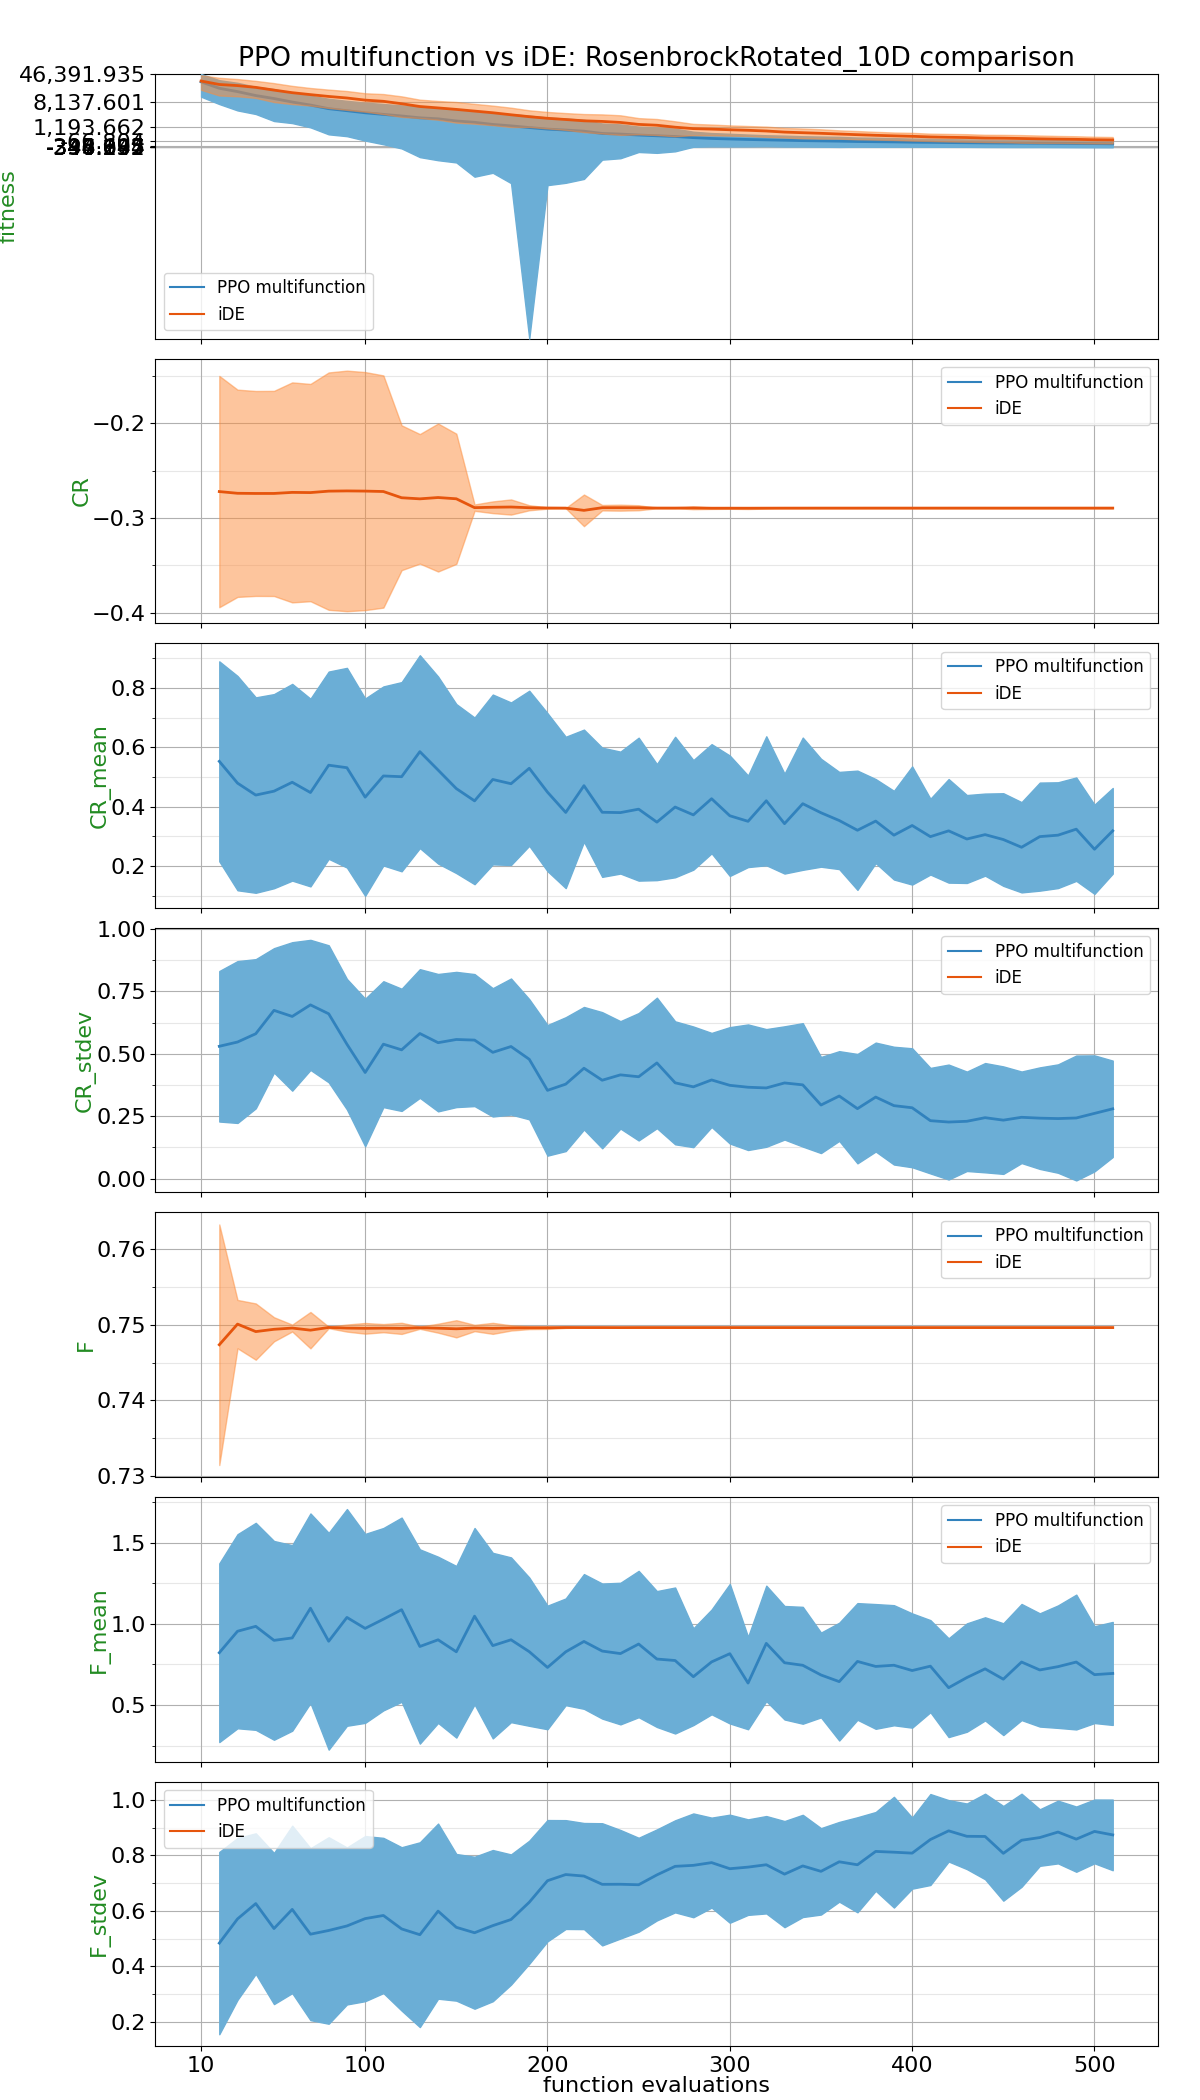 PPO multifunction vs iDE: RosenbrockRotated_10D comparison
46,391.935
8,137.601
1,193.662
fitness
PPO multifunction
iDE
CR
−0.2
−0.3
−0.4
PPO multifunction
iDE
CR_mean
0.8
0.6
0.4
0.2
PPO multifunction
iDE
CR_stdev
1.00
0.75
0.50
0.25
0.00
PPO multifunction
iDE
F
0.76
0.75
0.74
0.73
PPO multifunction
iDE
F_mean
1.5
1.0
0.5
PPO multifunction
iDE
F_stdev
1.0
0.8
0.6
0.4
0.2
PPO multifunction
iDE
10 100 200 300 400 500
function evaluations